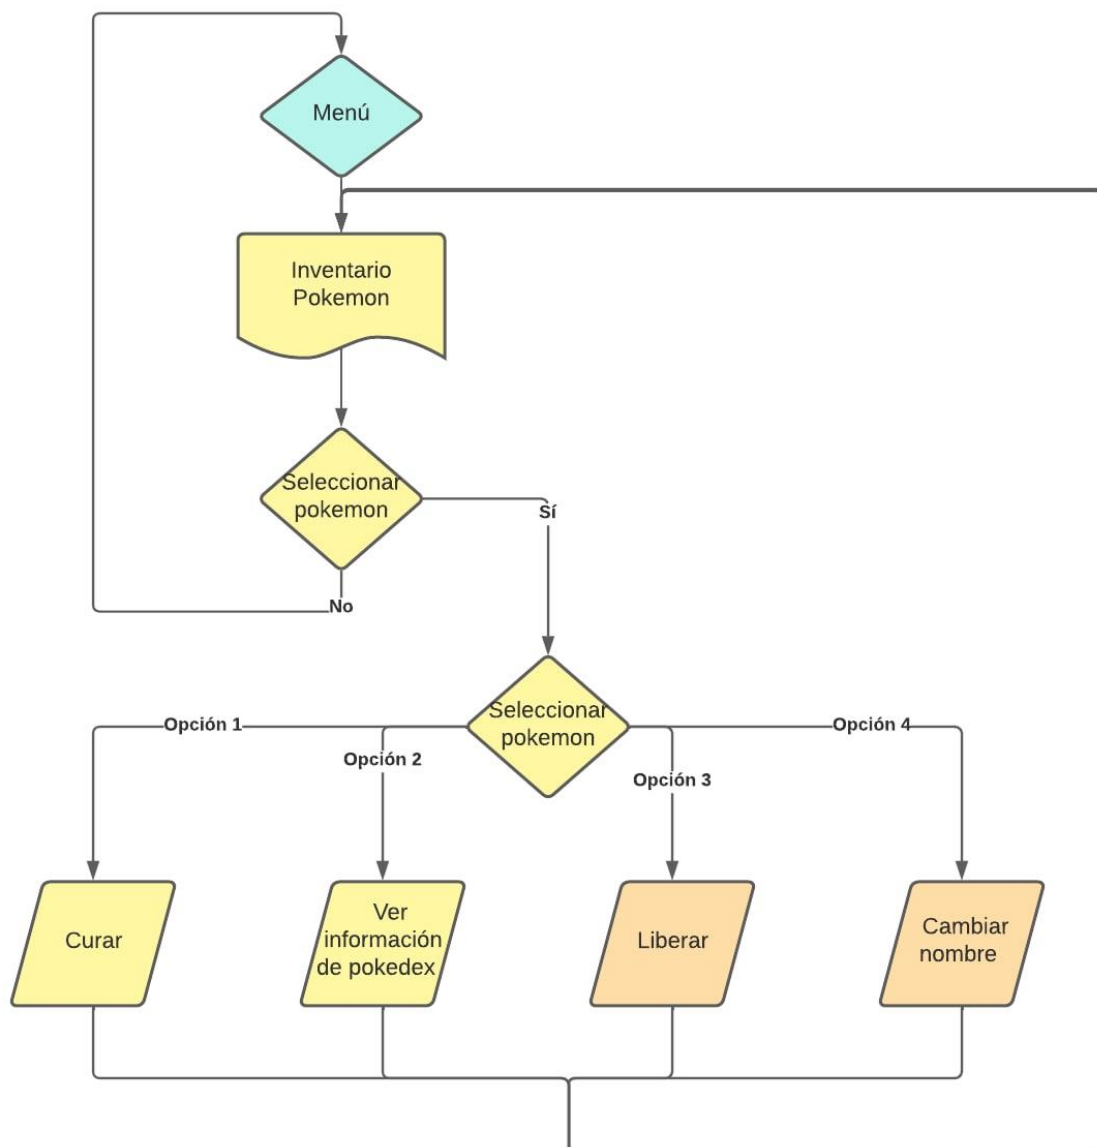 Menú
Inventario
Pokemon
Seleccionar
pokemon
Sí
No
Seleccionar
pokemon
Opción 1
Opción 2
Opción 3
Opción 4
Curar
Ver
información
de pokedex
Liberar
Cambiar
nombre